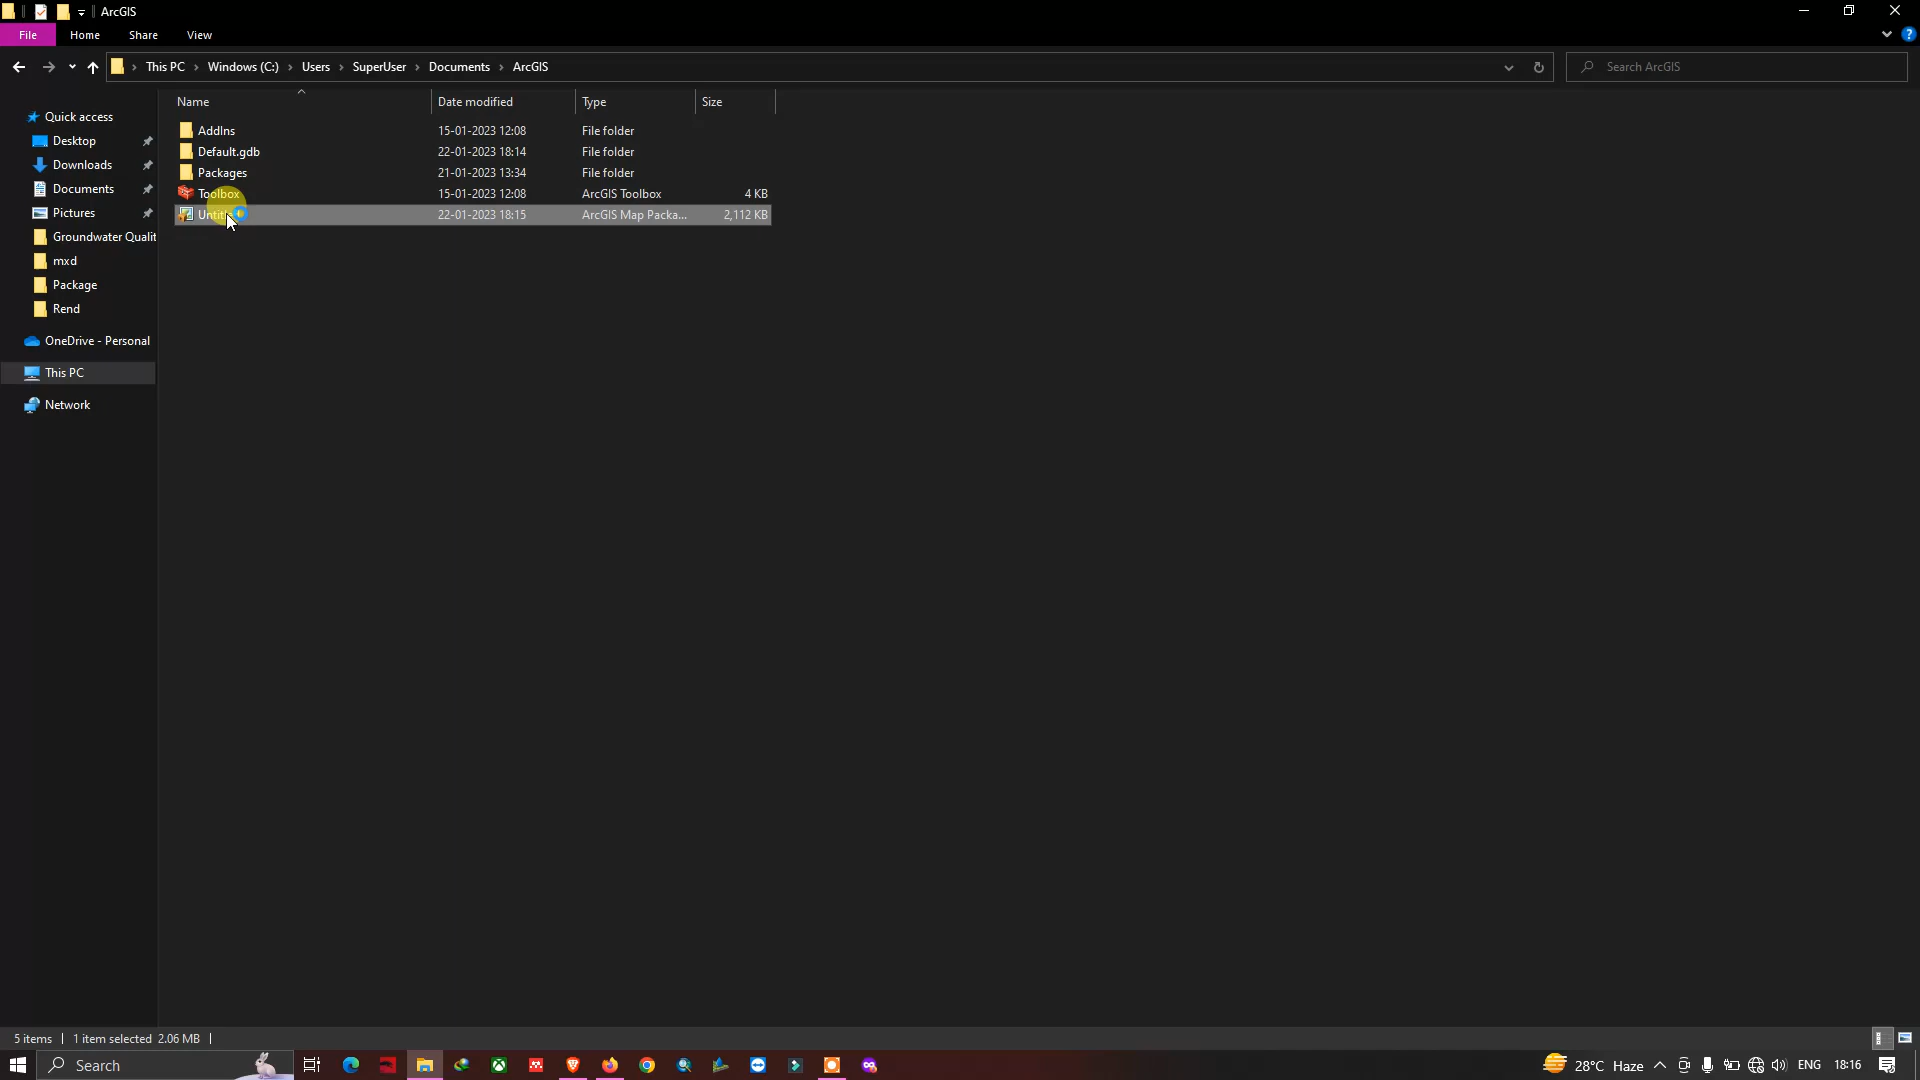 ArcGIS
File Home Share View
This PC Windows (C:) Users SuperUser Documents ArcGIS
Search ArcGIS
Name Date modified Type Size
AddIns 15-01-2023 12:08 File folder
Default.gdb 22-01-2023 18:14 File folder
Packages 21-01-2023 13:34 File folder
Toolbox 15-01-2023 12:08 ArcGIS Toolbox 4 KB
22-01-2023 18:15 ArcGIS Map Packa... 2,112 KB
Quick access
Desktop
Downloads
Documents
Pictures
Groundwater Qualit
mxd
Package
Rend
OneDrive - Personal
This PC
Network
5 items 1 item selected 2.06 MB
Search
28°C Haze ENG 18:16